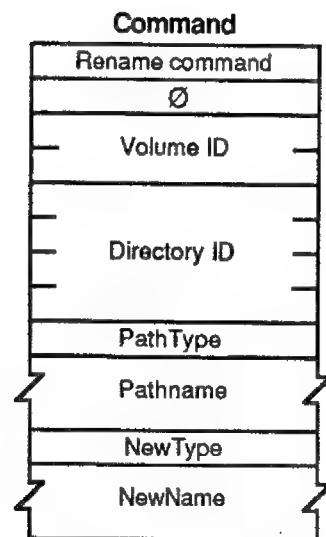 Command
Rename command
Ø
Volume ID
Directory ID
PathType
Pathname
NewType
NewName